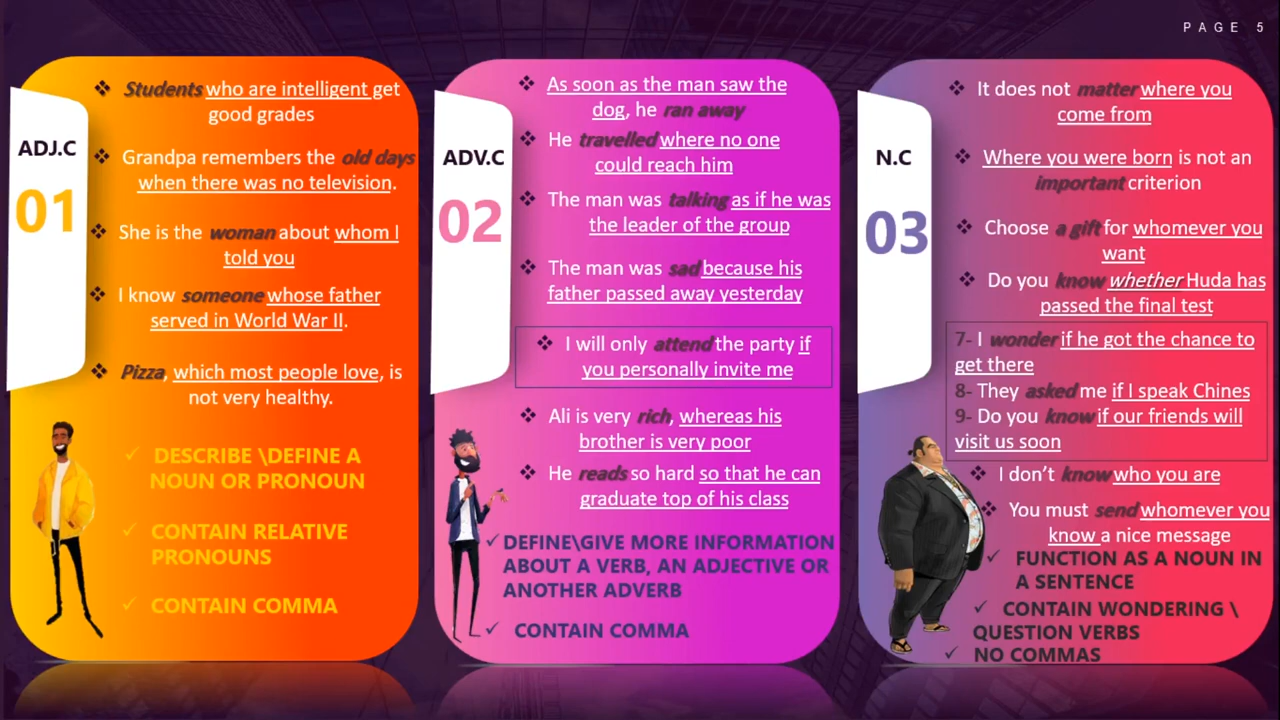 PAGE 5
ADJ.C
01
❖ Students who are intelligent get
good grades
❖ Grandpa remembers the old days
when there was no television.
❖ She is the woman about whom I
told you
❖ I know someone whose father
served in World War II.
❖ Pizza, which most people love, is
not very healthy.
✓ DESCRIBE \DEFINE A
NOUN OR PRONOUN
✓ CONTAIN RELATIVE
PRONOUNS
✓ CONTAIN COMMA
ADV.C
02
❖ As soon as the man saw the
dog, he ran away
❖ He travelled where no one
could reach him
❖ The man was talking as if he was
the leader of the group
❖ The man was sad because his
father passed away yesterday
❖ I will only attend the party if
you personally invite me
❖ Ali is very rich, whereas his
brother is very poor
❖ He reads so hard so that he can
graduate top of his class
✓ DEFINE\GIVE MORE INFORMATION
ABOUT A VERB, AN ADJECTIVE OR
ANOTHER ADVERB
✓ CONTAIN COMMA
N.C
03
❖ It does not matter where you
come from
❖ Where you were born is not an
important criterion
❖ Choose a gift for whomever you
want
❖ Do you know whether Huda has
passed the final test
7- I wonder if he got the chance to
get there
8- They asked me if I speak Chines
9- Do you know if our friends will
visit us soon
❖ I don't know who you are
❖ You must send whomever you
know a nice message
✓ FUNCTION AS A NOUN IN
A SENTENCE
✓ CONTAIN WONDERING \
QUESTION VERBS
✓ NO COMMAS